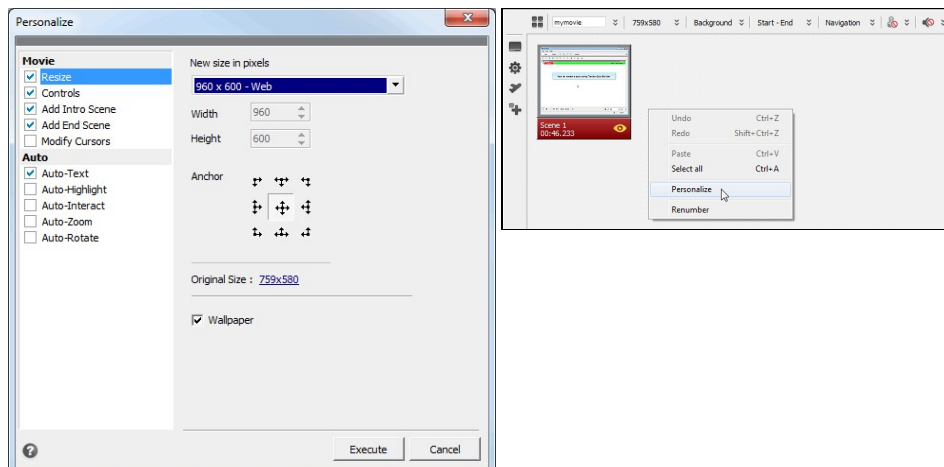 Personalize
Movie
Resize
Controls
Add Intro Scene
Add End Scene
Modify Cursors
Auto
Auto-Text
Auto-Highlight
Auto-Interact
Auto-Zoom
Auto-Rotate
New size in pixels
960 x 600 - Web
Width 960
Height 600
Anchor
Original Size : 759x580
Wallpaper
Execute Cancel
mymovie 759x580 Background Start - End Navigation
Scene 1
00:46.233
Undo Ctrl+Z
Redo Shift+Ctrl+Z
Paste Ctrl+V
Select all Ctrl+A
Personalize
Renumber